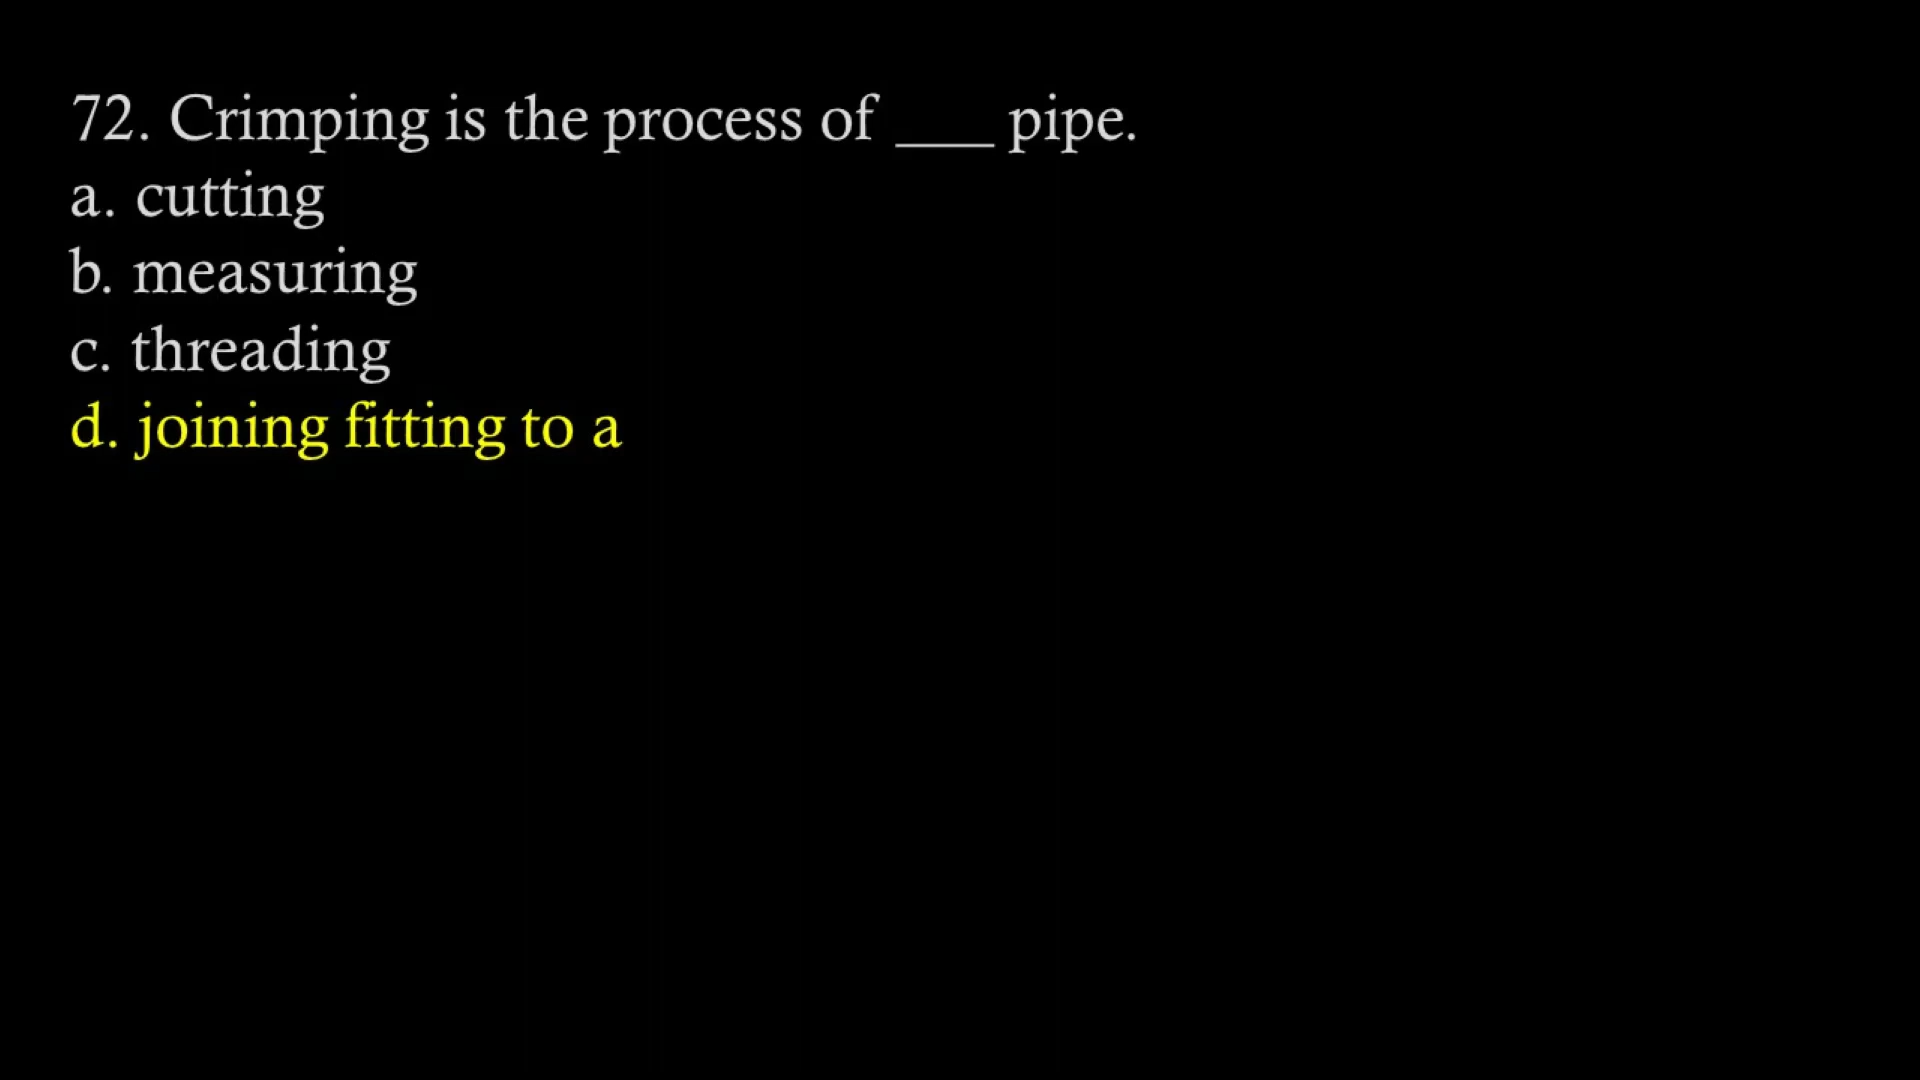 72. Crimping is the process of ___ pipe.
a. cutting
b. measuring
c. threading
d. joining fitting to a